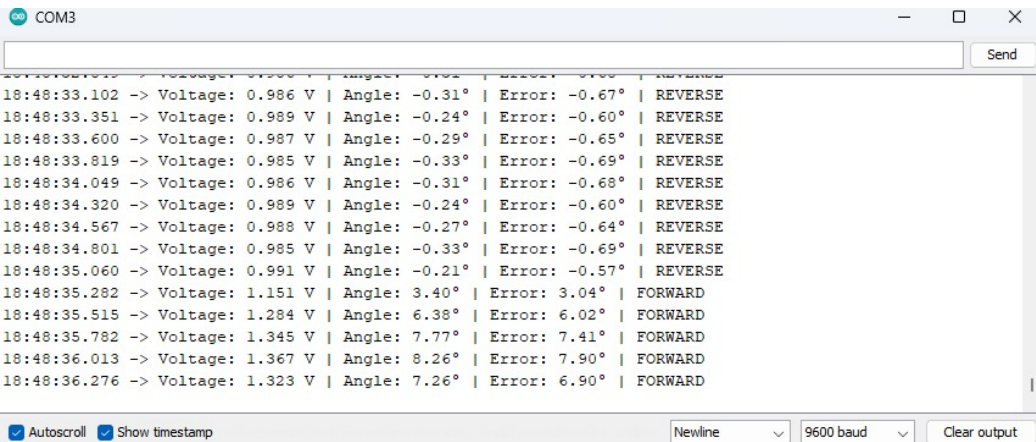 COM3
Send
18:48:33.102 -> Voltage: 0.986 V | Angle: -0.31° | Error: -0.67° | REVERSE
18:48:33.351 -> Voltage: 0.989 V | Angle: -0.24° | Error: -0.60° | REVERSE
18:48:33.600 -> Voltage: 0.987 V | Angle: -0.29° | Error: -0.65° | REVERSE
18:48:33.819 -> Voltage: 0.985 V | Angle: -0.33° | Error: -0.69° | REVERSE
18:48:34.049 -> Voltage: 0.986 V | Angle: -0.31° | Error: -0.68° | REVERSE
18:48:34.320 -> Voltage: 0.989 V | Angle: -0.24° | Error: -0.60° | REVERSE
18:48:34.567 -> Voltage: 0.988 V | Angle: -0.27° | Error: -0.64° | REVERSE
18:48:34.801 -> Voltage: 0.985 V | Angle: -0.33° | Error: -0.69° | REVERSE
18:48:35.060 -> Voltage: 0.991 V | Angle: -0.21° | Error: -0.57° | REVERSE
18:48:35.282 -> Voltage: 1.151 V | Angle: 3.40° | Error: 3.04° | FORWARD
18:48:35.515 -> Voltage: 1.284 V | Angle: 6.38° | Error: 6.02° | FORWARD
18:48:35.782 -> Voltage: 1.345 V | Angle: 7.77° | Error: 7.41° | FORWARD
18:48:36.013 -> Voltage: 1.367 V | Angle: 8.26° | Error: 7.90° | FORWARD
18:48:36.276 -> Voltage: 1.323 V | Angle: 7.26° | Error: 6.90° | FORWARD
Autoscroll Show timestamp Newline 9600 baud Clear output